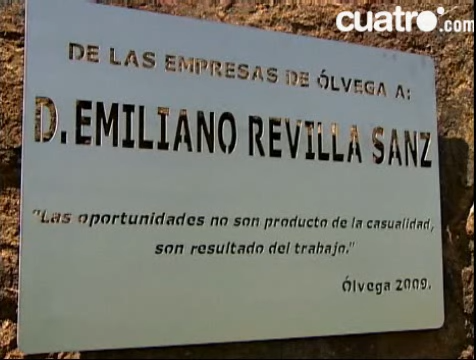 cuatro.com
DE LAS EMPRESAS DE ÓLVEGA A:
D. EMILIANO REVILLA SANZ
"Las oportunidades no son producto de la casualidad,
son resultado del trabajo."
Ólvega 2009.